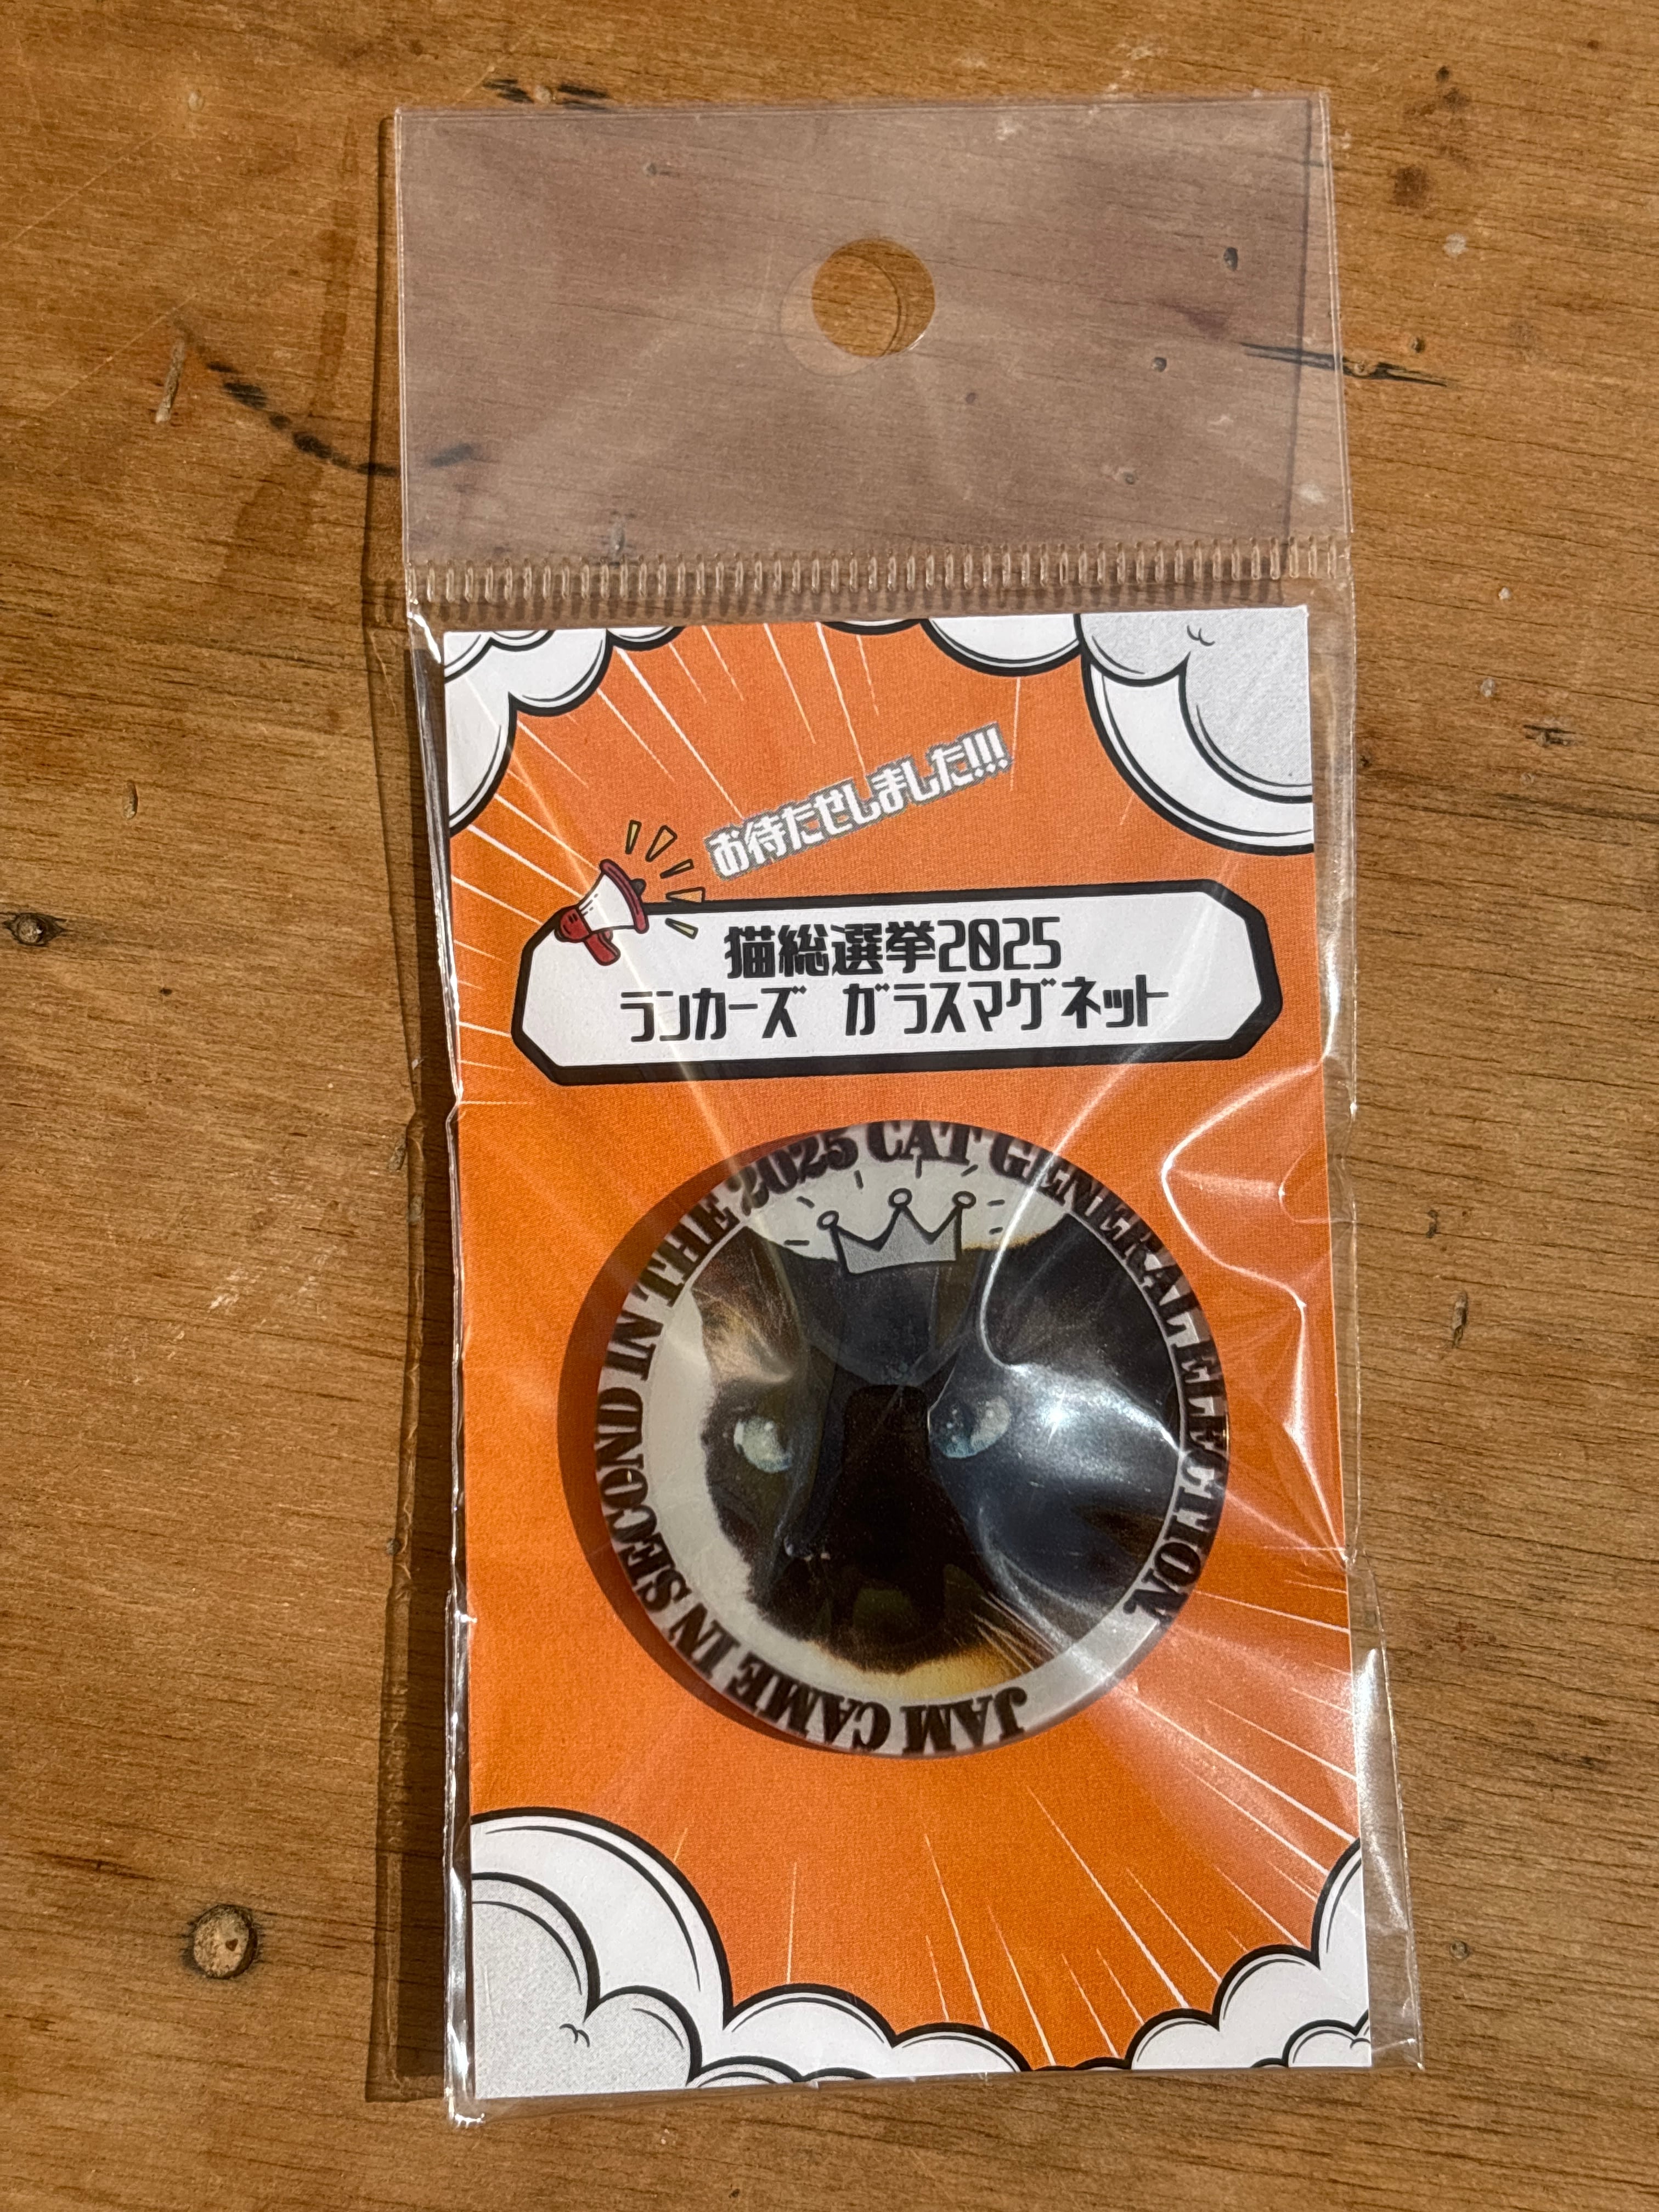 お待たせしました!!!
猫総選挙2025
ランカーズ ガラスマグネット
JAM CAME IN SECOND IN THE 2025 CAT GENERAL ELECTION